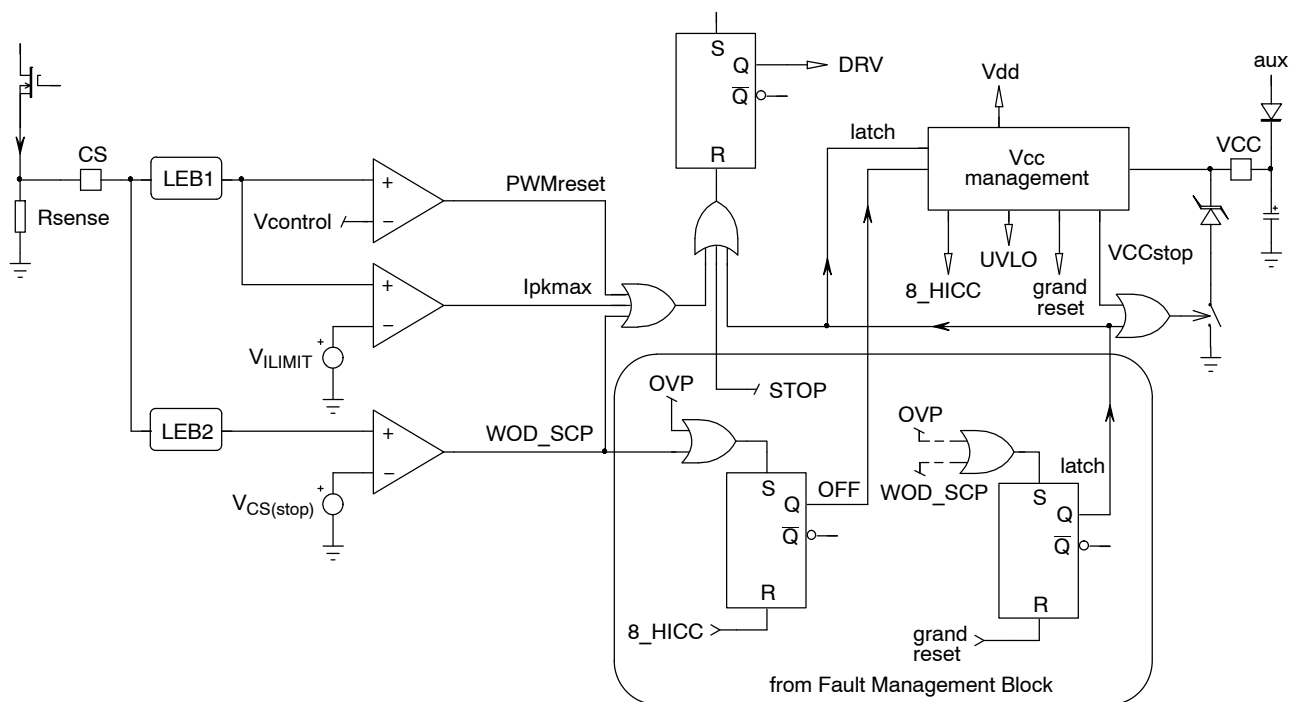 S
Q
Q
R
DRV
CS
LEB1
Rsense
+
−
Vcontrol
PWMreset
+
−
Ipkmax
VILIMIT
+
LEB2
+
−
WOD_SCP
VCS(stop)
+
latch
Vdd
Vcc
management
VCC
aux
+
8_HICC
UVLO
grand
reset
VCCstop
STOP
OVP
S
Q
Q
R
OFF
8_HICC
OVP
WOD_SCP
latch
S
Q
Q
R
grand
reset
from Fault Management Block